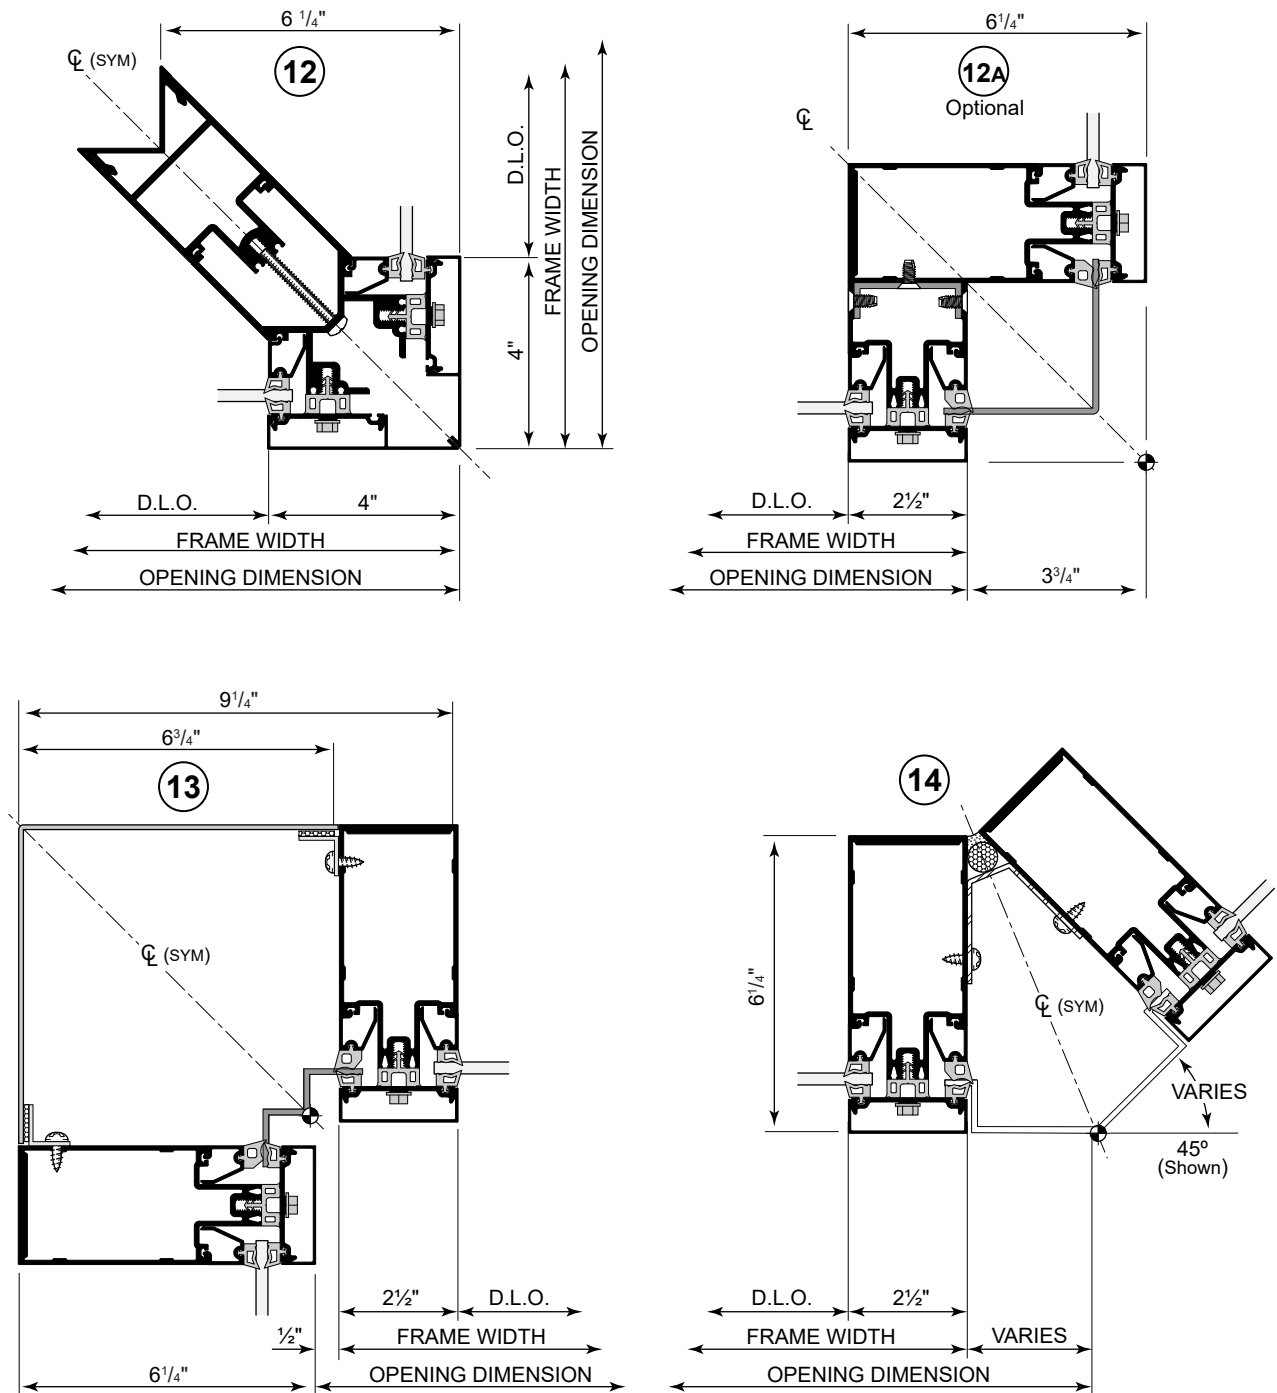 6 1/4"
℄ (SYM)
12
D.L.O.
FRAME WIDTH
OPENING DIMENSION
4"
D.L.O.
4"
FRAME WIDTH
OPENING DIMENSION
6 1/4"
12A
Optional
℄
D.L.O.
2½"
FRAME WIDTH
OPENING DIMENSION
3 3/4"
9 1/4"
6 3/4"
13
℄ (SYM)
2½"
D.L.O.
½"
FRAME WIDTH
6 1/4"
OPENING DIMENSION
14
6 1/4"
℄ (SYM)
VARIES
45º
(Shown)
D.L.O.
2½"
FRAME WIDTH
VARIES
OPENING DIMENSION